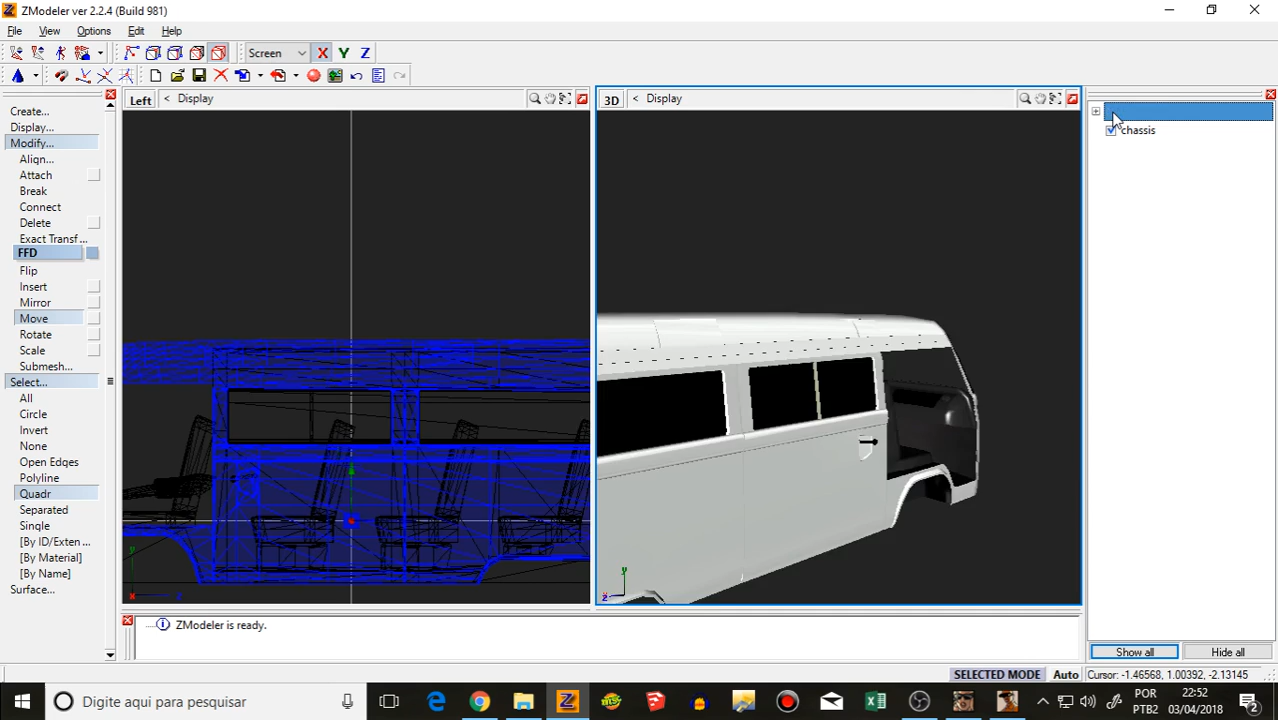 ZModeler ver 2.2.4 (Build 981)
File View Options Edit Help
Screen X Y Z
Create...
Display...
Modify...
Align...
Attach
Break
Connect
Delete
Exact Transf ...
FFD
Flip
Insert
Mirror
Move
Rotate
Scale
Submesh...
Select...
All
Circle
Invert
None
Open Edges
Polyline
Quadr
Separated
Single
[By ID/Exten ...
[By Material]
[By Name]
Surface...
Left < Display
y
x z
3D < Display
y
z
chassis
Show all Hide all
ZModeler is ready.
SELECTED MODE Auto Cursor: -1.46568, 1.00392, -2.13145
Digite aqui para pesquisar
POR
PTB2
22:52
03/04/2018
2